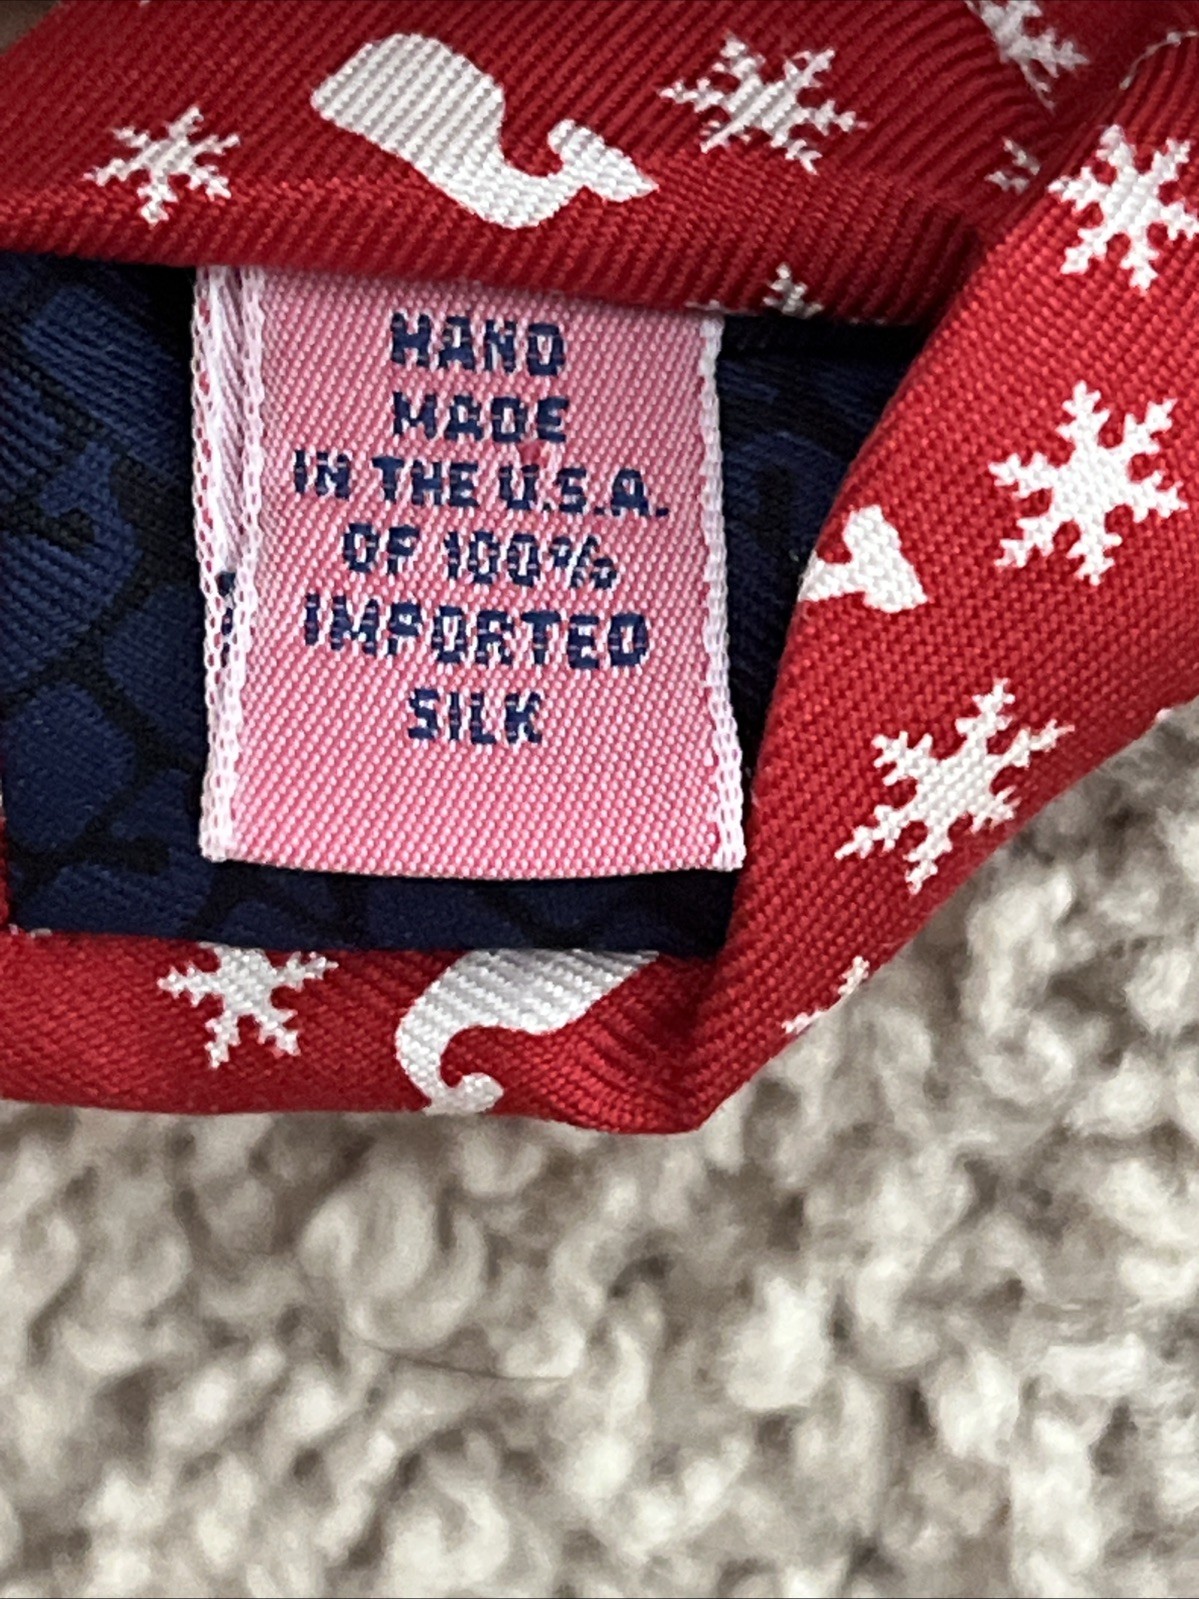 HAND
MADE
IN THE U.S.A.
OF 100%
IMPORTED
SILK